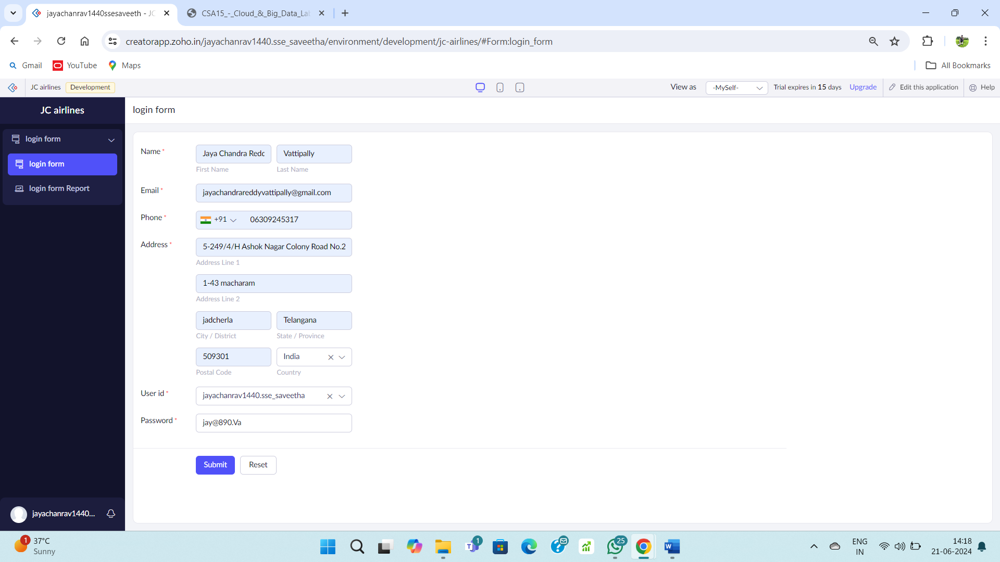 jayachanrav1440ssesaveeth - JC
CSA15_-_Cloud_&_Big_Data_Lab
creatorapp.zoho.in/jayachanrav1440.sse_saveetha/environment/development/jc-airlines/#Form:login_form
Gmail YouTube Maps All Bookmarks
JC airlines Development View as -MySelf- Trial expires in 15 days Upgrade Edit this application Help
JC airlines
login form
login form
login form
login form Report
Name *
Jaya Chandra Redd Vattipally
First Name Last Name
Email *
jayachandrareddyvattipally@gmail.com
Phone *
+91 06309245317
Address *
5-249/4/H Ashok Nagar Colony Road No.2
Address Line 1
1-43 macharam
Address Line 2
jadcherla Telangana
City / District State / Province
509301 India
Postal Code Country
User id *
jayachanrav1440.sse_saveetha
Password *
jay@890.Va
Submit Reset
jayachanrav1440...
1 37°C
Sunny
1
25
ENG
IN
14:18
21-06-2024